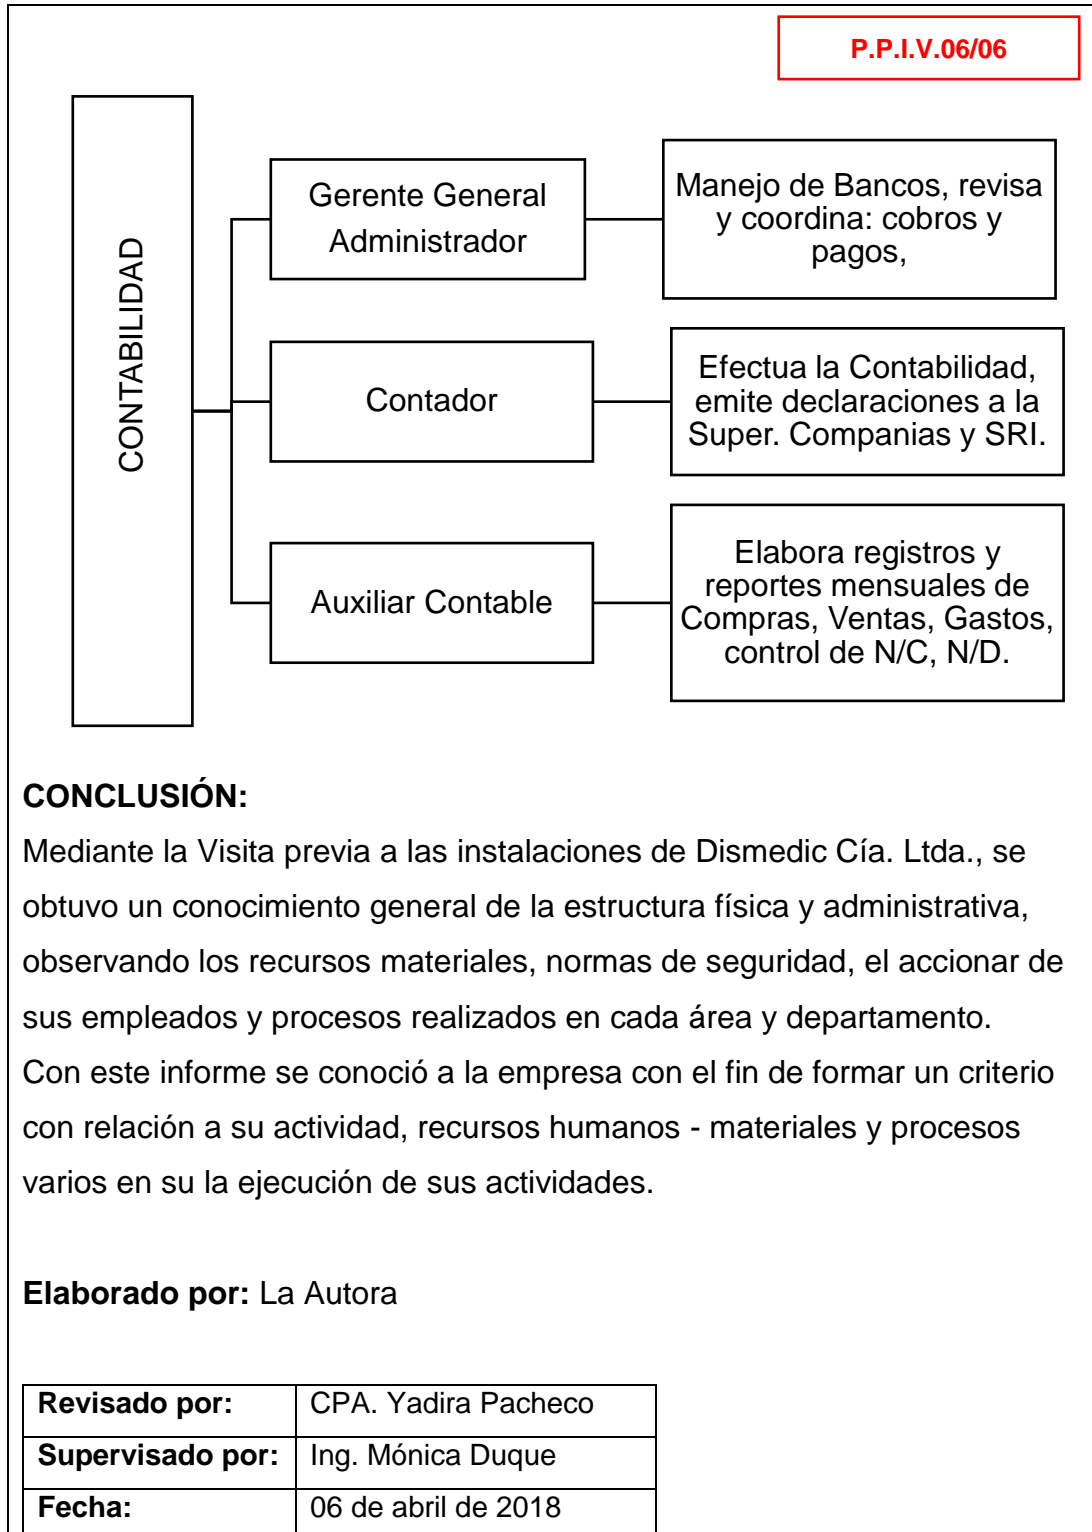 P.P.I.V.06/06
CONTABILIDAD
Gerente General
Administrador
Manejo de Bancos, revisa
y coordina: cobros y
pagos,
Contador
Efectua la Contabilidad,
emite declaraciones a la
Super. Companias y SRI.
Auxiliar Contable
Elabora registros y
reportes mensuales de
Compras, Ventas, Gastos,
control de N/C, N/D.
CONCLUSIÓN:
Mediante la Visita previa a las instalaciones de Dismedic Cía. Ltda., se
obtuvo un conocimiento general de la estructura física y administrativa,
observando los recursos materiales, normas de seguridad, el accionar de
sus empleados y procesos realizados en cada área y departamento.
Con este informe se conoció a la empresa con el fin de formar un criterio
con relación a su actividad, recursos humanos - materiales y procesos
varios en su la ejecución de sus actividades.
Elaborado por: La Autora
Revisado por: CPA. Yadira Pacheco
Supervisado por: Ing. Mónica Duque
Fecha: 06 de abril de 2018